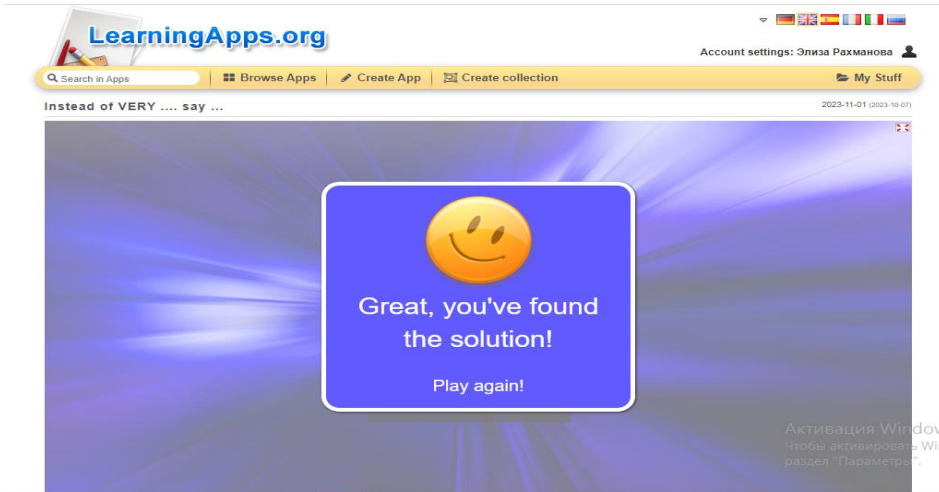 LearningApps.org
Account settings: Элиза Рахманова
Search in Apps
Browse Apps
Create App
Create collection
My Stuff
Instead of VERY .... say ...
2023-11-01 (2023-10-07)
Great, you've found
the solution!
Play again!
Активация Window
Чтобы активировать Wi
раздел "Параметры".